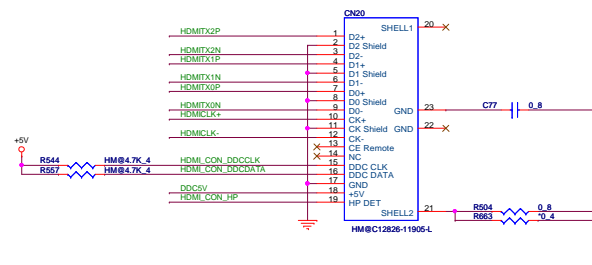 CN20
HDMITX2P 1 D2+ SHELL1 20
2 D2 Shield
HDMITX2N 3 D2-
HDMITX1P 4 D1+
5 D1 Shield
HDMITX1N 6 D1-
HDMITX0P 7 D0+
8 D0 Shield
HDMITX0N 9 D0- GND 23 C77 0_8
HDMICLK+ 10 CK+
11 CK Shield GND 22
HDMICLK- 12 CK-
13 CE Remote
14 NC
+5V
R544 HM@4.7K_4 HDMI_CON_DDCCLK 15 DDC CLK
R557 HM@4.7K_4 HDMI_CON_DDCDATA 16 DDC DATA
17 GND
DDC5V 18 +5V
HDMI_CON_HP 19 HP DET
SHELL2 21 R504 0_8
R663 *0_4
HM@C12826-11905-L